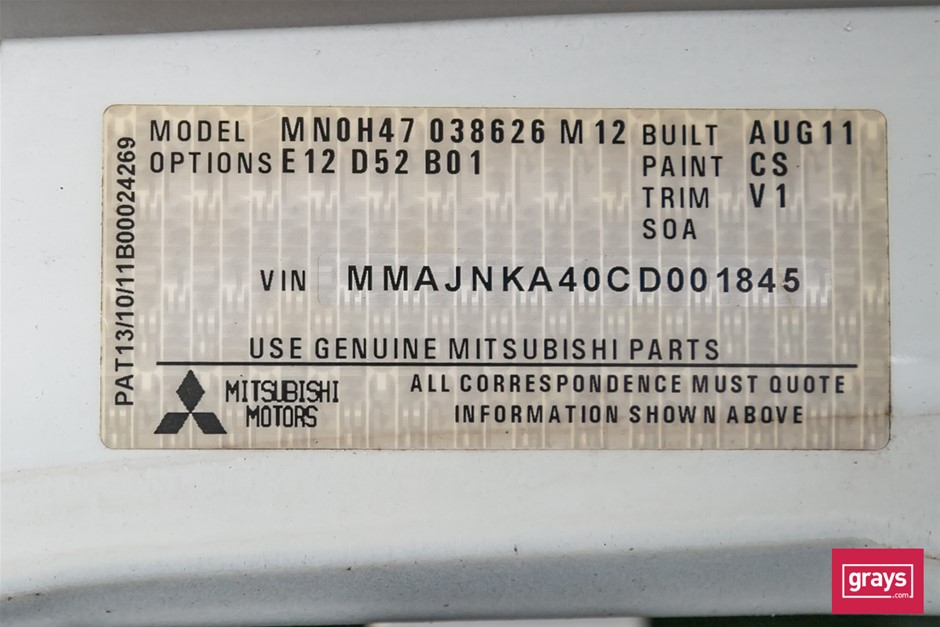 MODEL MN0H47 038626 M12 BUILT AUG11
OPTIONS E12 D52 B01 PAINT CS
TRIM V1
SOA
VIN MMAJNKA40CD001845
USE GENUINE MITSUBISHI PARTS
MITSUBISHI MOTORS
ALL CORRESPONDENCE MUST QUOTE
INFORMATION SHOWN ABOVE
PAT13/10/11B00024269
grays
.com